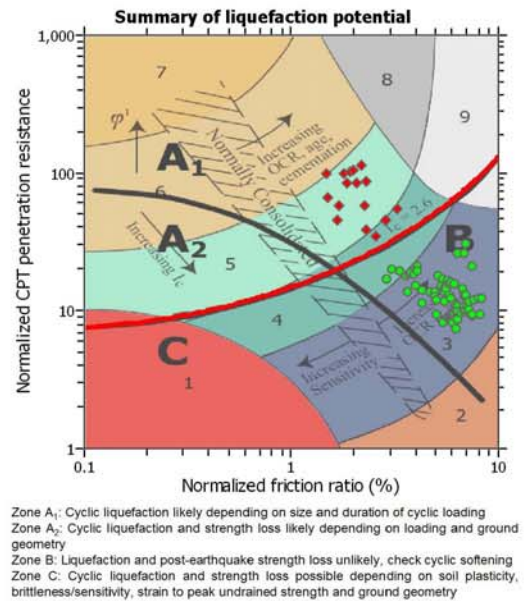 Summary of liquefaction potential
Normalized CPT penetration resistance
1,000
100
10
1
7
8
9
φ'
Increasing
OCR, age,
cementation
Normally Consolidated
A1
6
A2
Increasing Ic
5
Ic = 2.6
B
4
Increasing
OCR
3
Increasing
Sensitivity
C
1
2
0.1
1
10
Normalized friction ratio (%)
Zone A1: Cyclic liquefaction likely depending on size and duration of cyclic loading
Zone A2: Cyclic liquefaction and strength loss likely depending on loading and ground
geometry
Zone B: Liquefaction and post-earthquake strength loss unlikely, check cyclic softening
Zone C: Cyclic liquefaction and strength loss possible depending on soil plasticity,
brittleness/sensitivity, strain to peak undrained strength and ground geometry